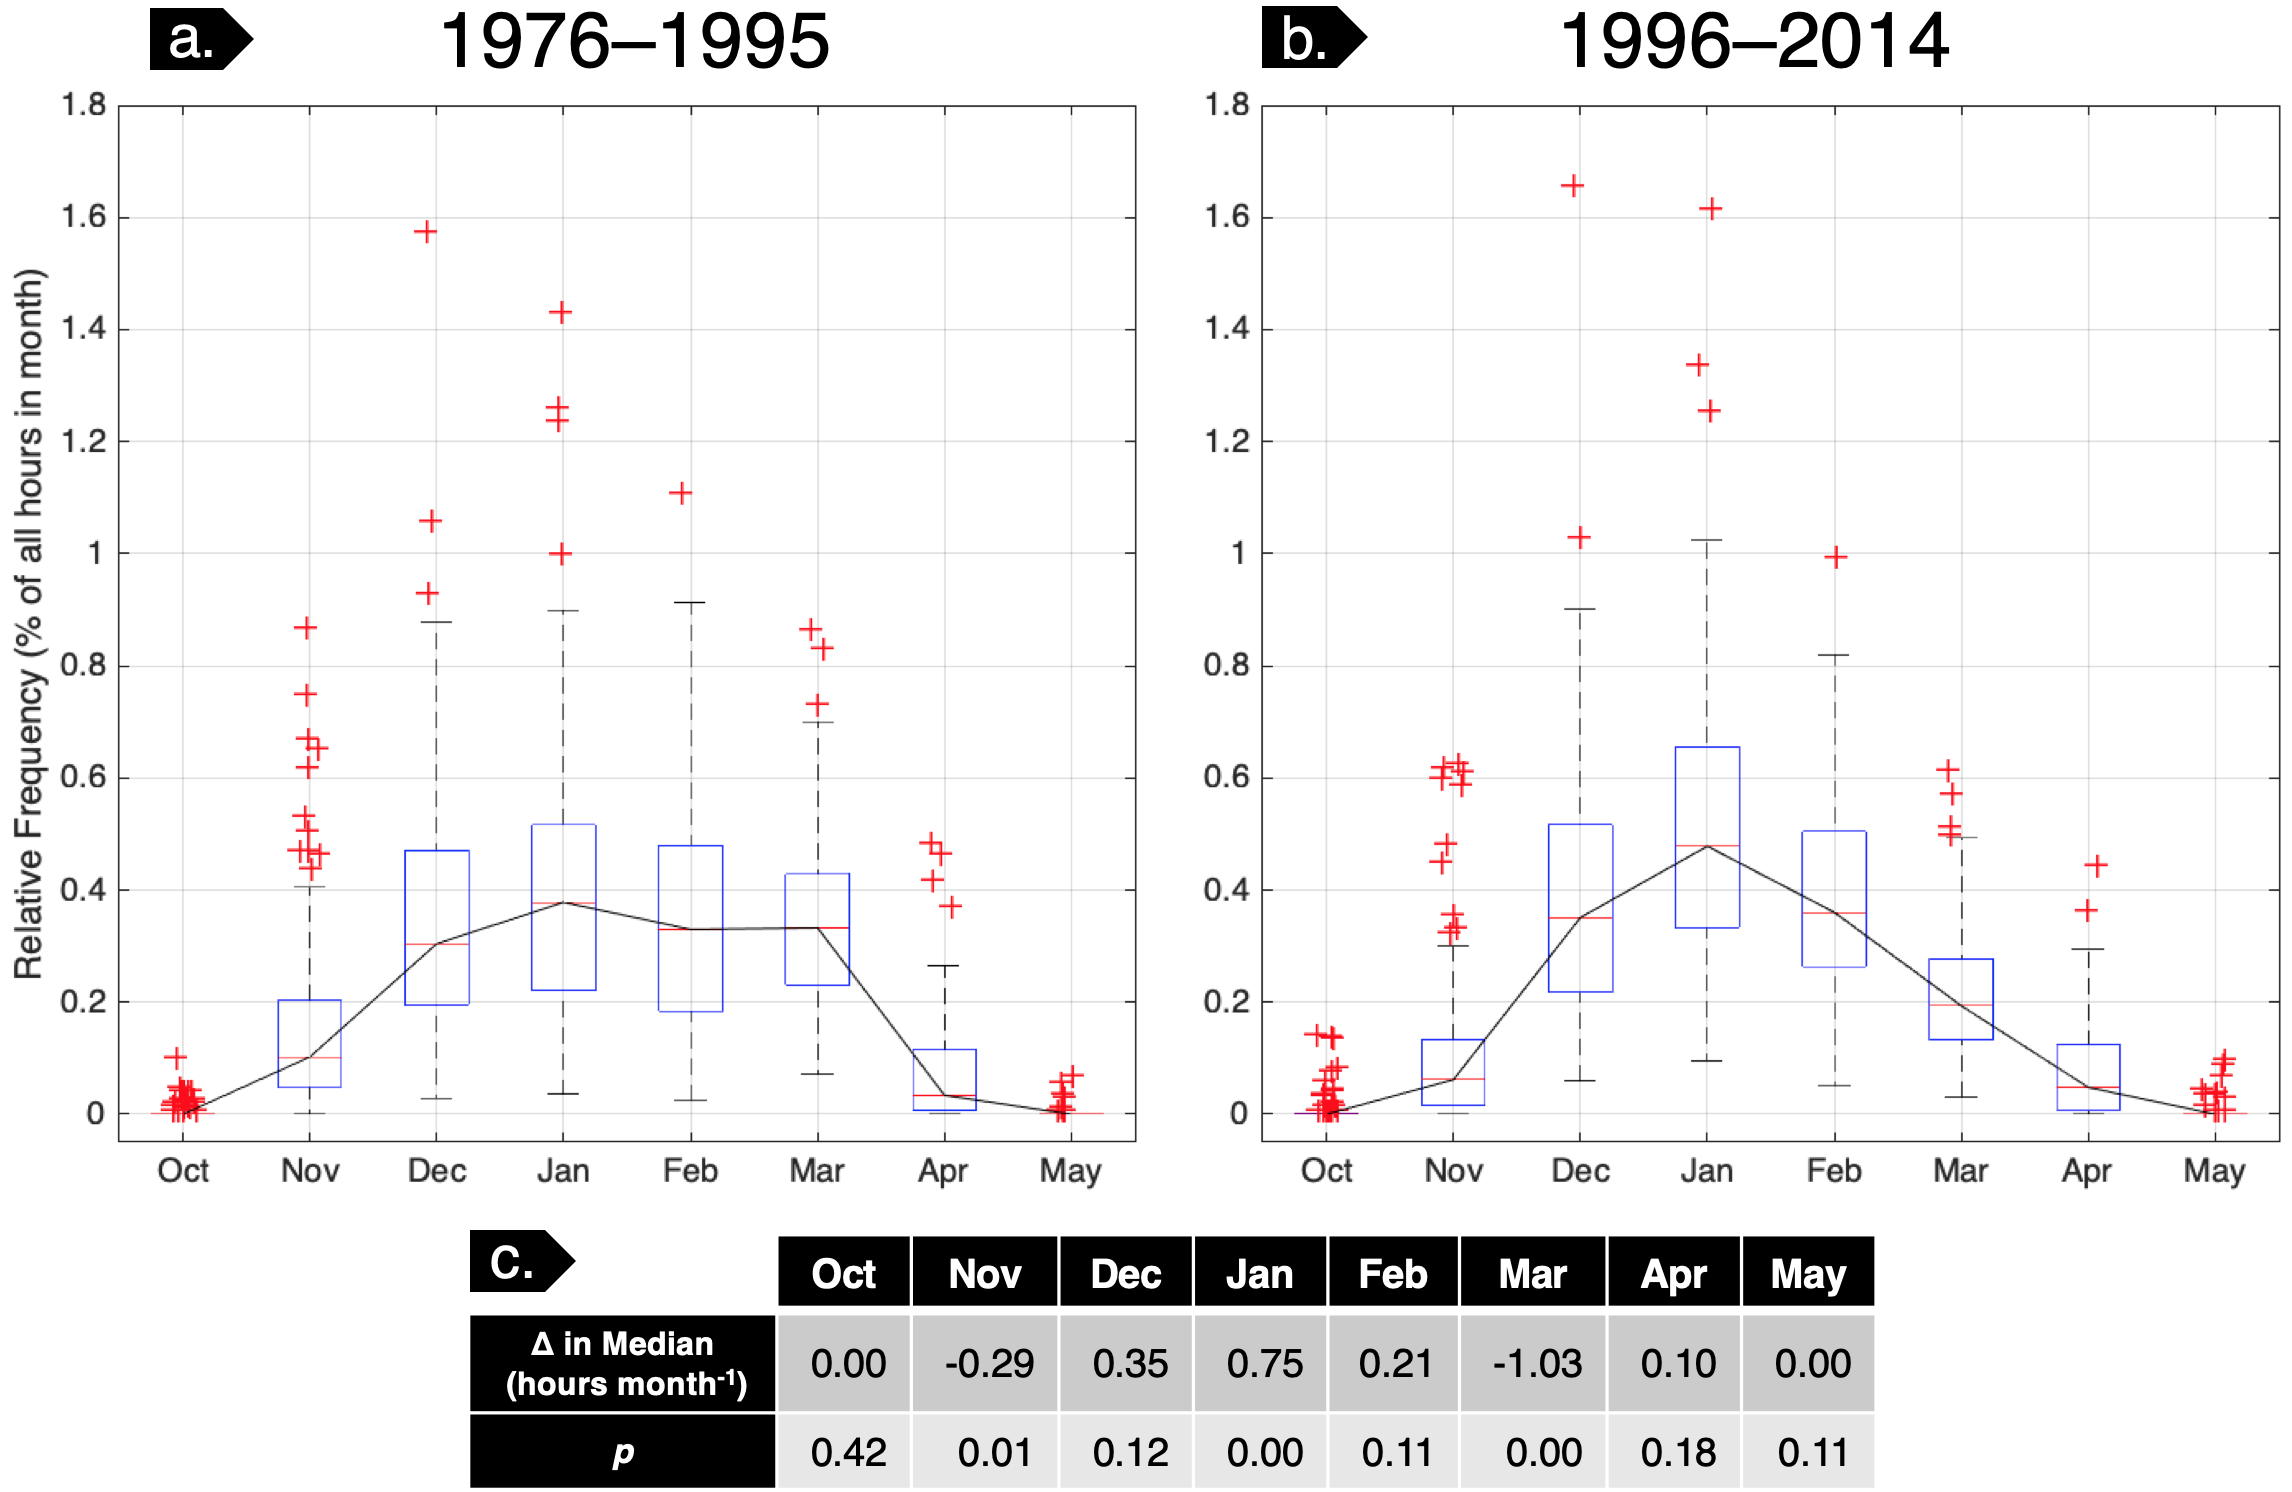 a. 1976–1995
b. 1996–2014
Relative Frequency (% of all hours in month)
1.8
1.6
1.4
1.2
1
0.8
0.6
0.4
0.2
0
Oct Nov Dec Jan Feb Mar Apr May
1.8
1.6
1.4
1.2
1
0.8
0.6
0.4
0.2
0
Oct Nov Dec Jan Feb Mar Apr May
c. Oct Nov Dec Jan Feb Mar Apr May
Δ in Median
(hours month-1) 0.00 -0.29 0.35 0.75 0.21 -1.03 0.10 0.00
p 0.42 0.01 0.12 0.00 0.11 0.00 0.18 0.11